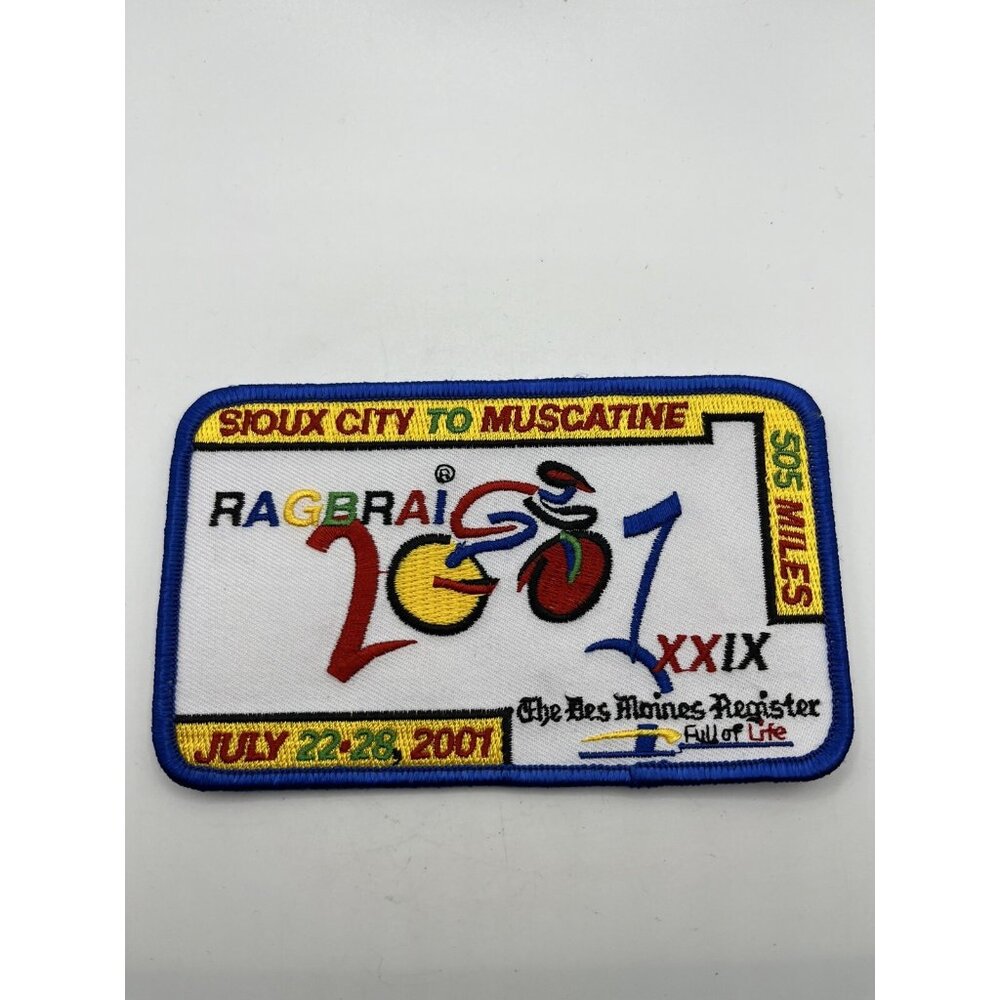 SIOUX CITY TO MUSCATINE
505 MILES
RAGBRAI®
2001
XXIX
The Des Moines Register
Full of Life
JULY 22-28, 2001